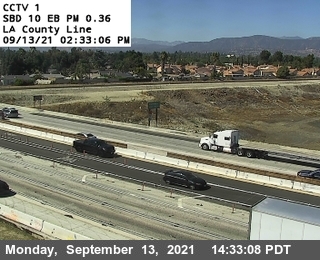 CCTV 1
SBD 10 EB PM 0.36
LA County Line
09/13/21 02:33:06 PM
Monday, September 13, 2021 14:33:08 PDT